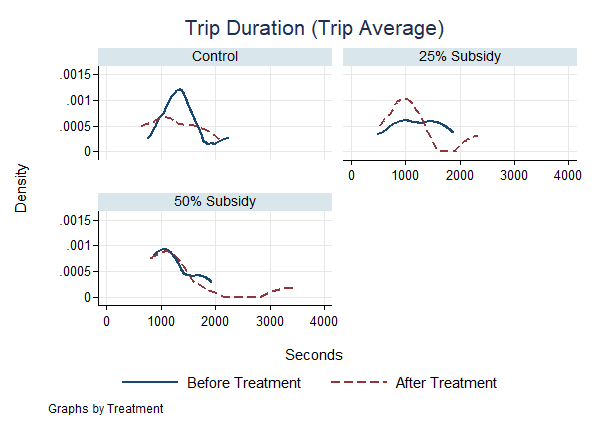 Trip Duration (Trip Average)
Control
25% Subsidy
.0015
.001
.0005
0
0 1000 2000 3000 4000
50% Subsidy
.0015
.001
.0005
0
0 1000 2000 3000 4000
Density
Seconds
Before Treatment
After Treatment
Graphs by Treatment